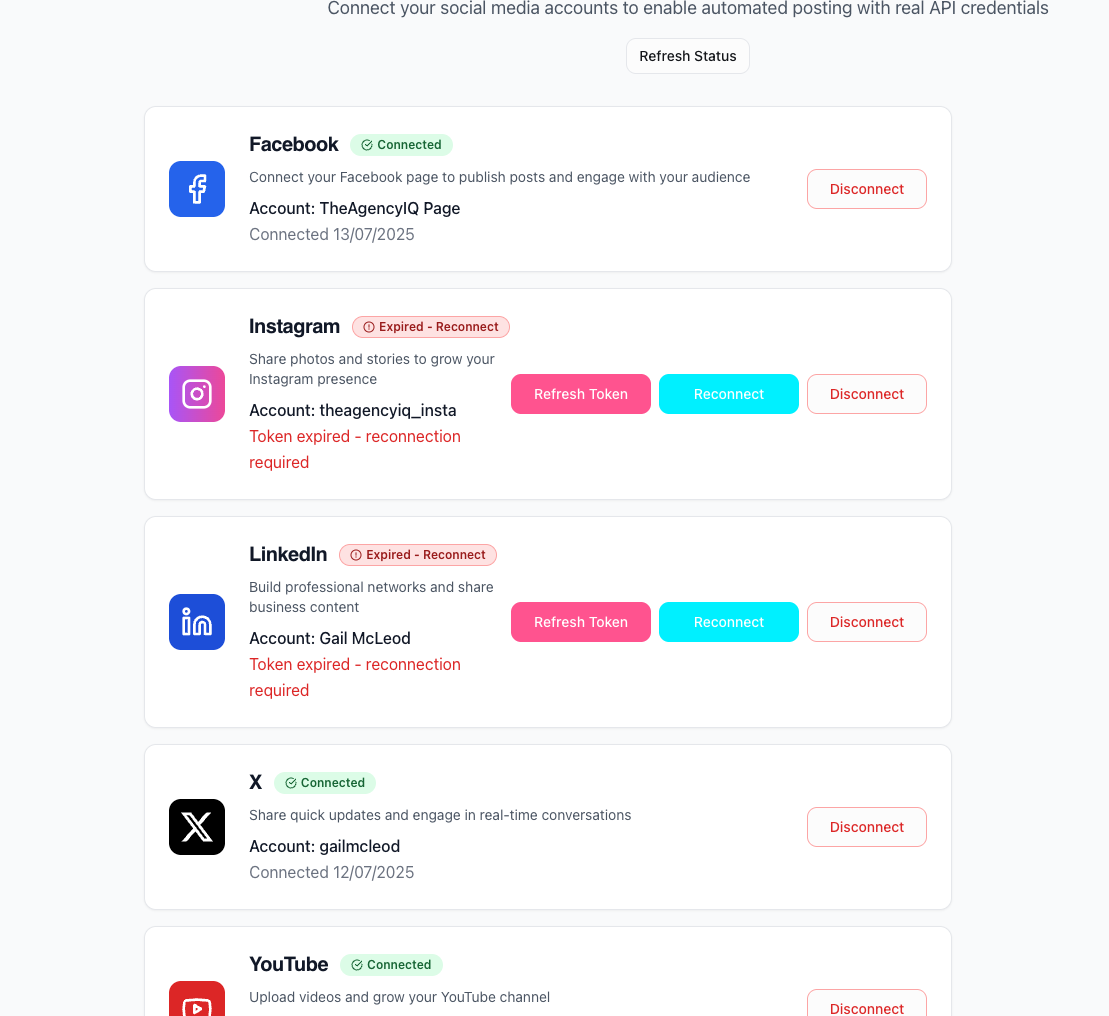 Connect your social media accounts to enable automated posting with real API credentials
Refresh Status
Facebook
Connected
Connect your Facebook page to publish posts and engage with your audience
Account: TheAgencyIQ Page
Connected 13/07/2025
Disconnect
Instagram
Expired - Reconnect
Share photos and stories to grow your
Instagram presence
Account: theagencyiq_insta
Token expired - reconnection
required
Refresh Token
Reconnect
Disconnect
LinkedIn
Expired - Reconnect
Build professional networks and share
business content
Account: Gail McLeod
Token expired - reconnection
required
Refresh Token
Reconnect
Disconnect
X
Connected
Share quick updates and engage in real-time conversations
Account: gailmcleod
Connected 12/07/2025
Disconnect
YouTube
Connected
Upload videos and grow your YouTube channel
Disconnect